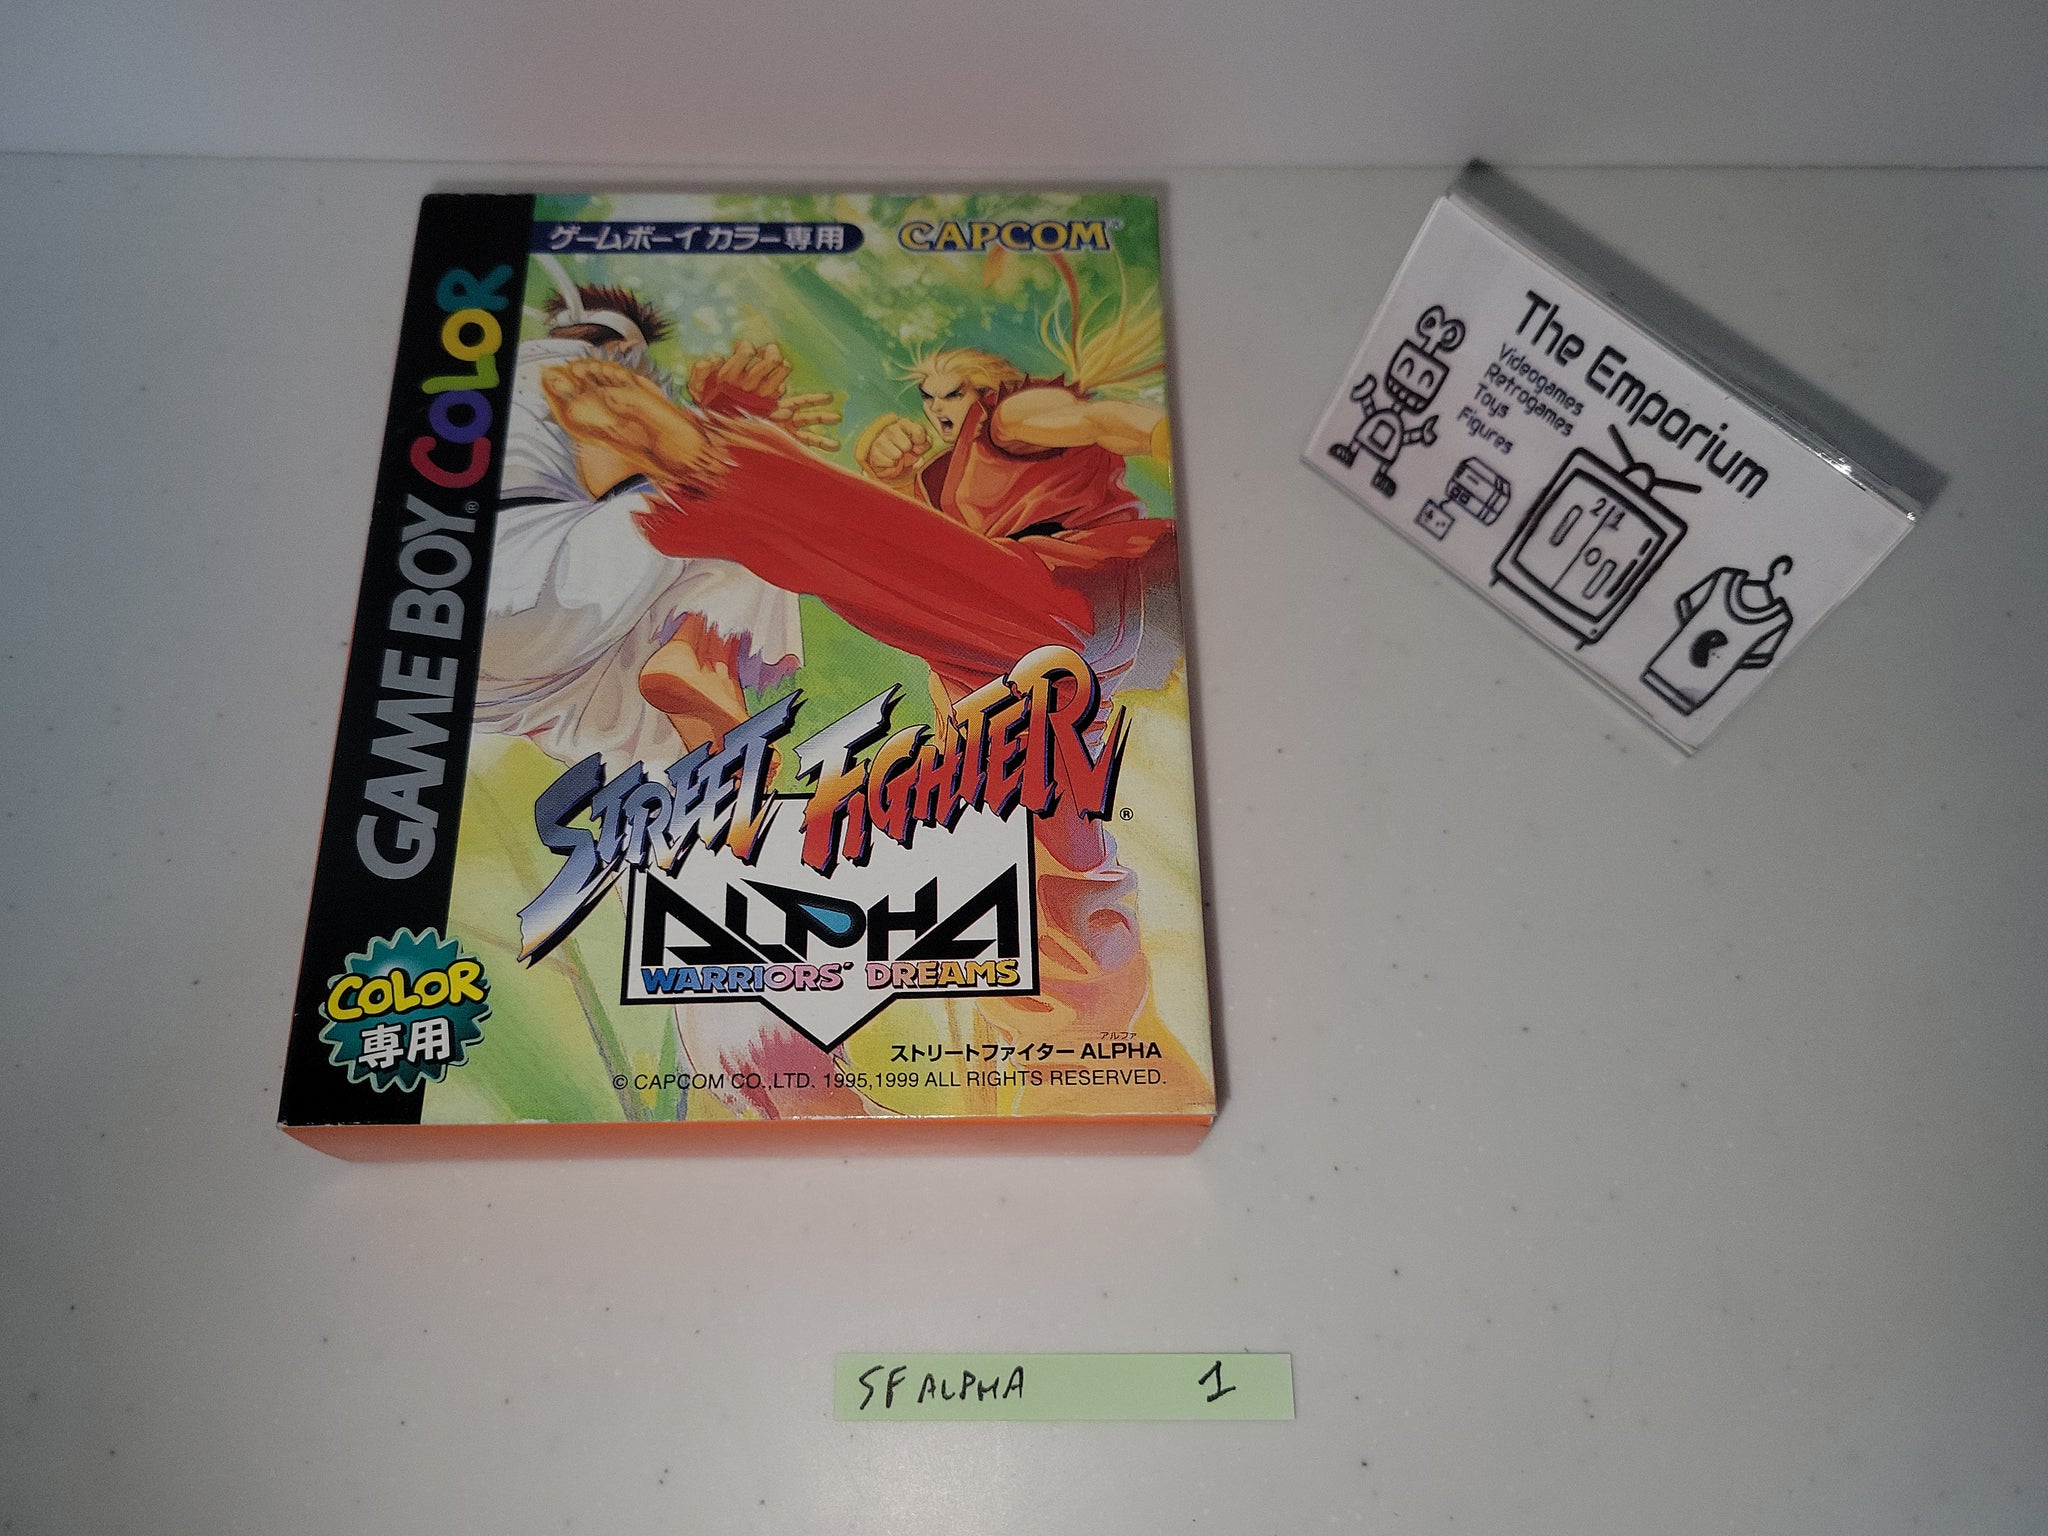 ゲームボーイカラー専用
CAPCOM
GAME BOY® COLOR
STREET FIGHTER®
ALPHA
WARRIORS' DREAMS
COLOR
専用
アルファ
ストリートファイター ALPHA
© CAPCOM CO.,LTD. 1995,1999 ALL RIGHTS RESERVED.
The Emporium
Videogames
Retrogames
Toys
Figures
21
SF ALPHA 1